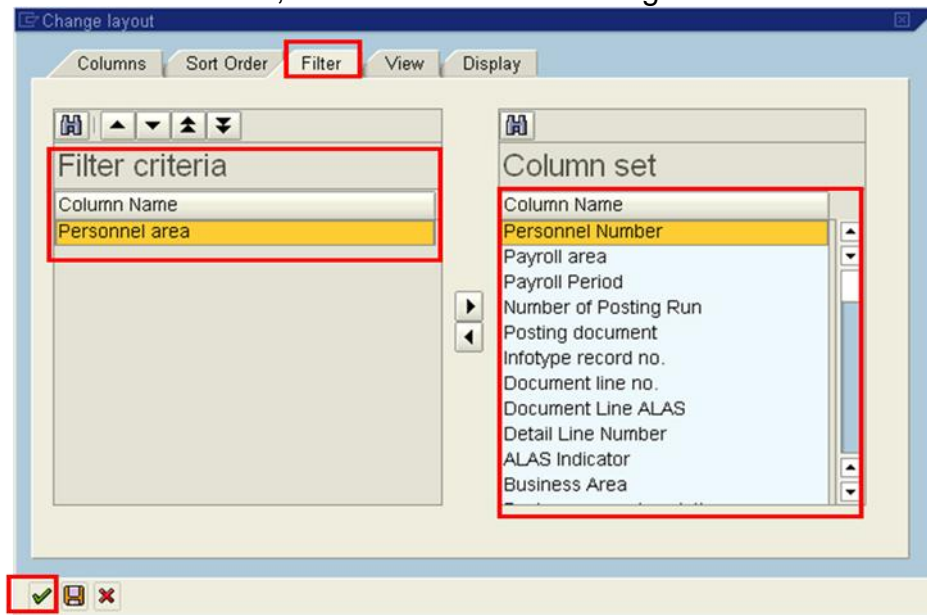 Change layout
Columns Sort Order Filter View Display
Filter criteria
Column Name
Personnel area
Column set
Column Name
Personnel Number
Payroll area
Payroll Period
Number of Posting Run
Posting document
Infotype record no.
Document line no.
Document Line ALAS
Detail Line Number
ALAS Indicator
Business Area